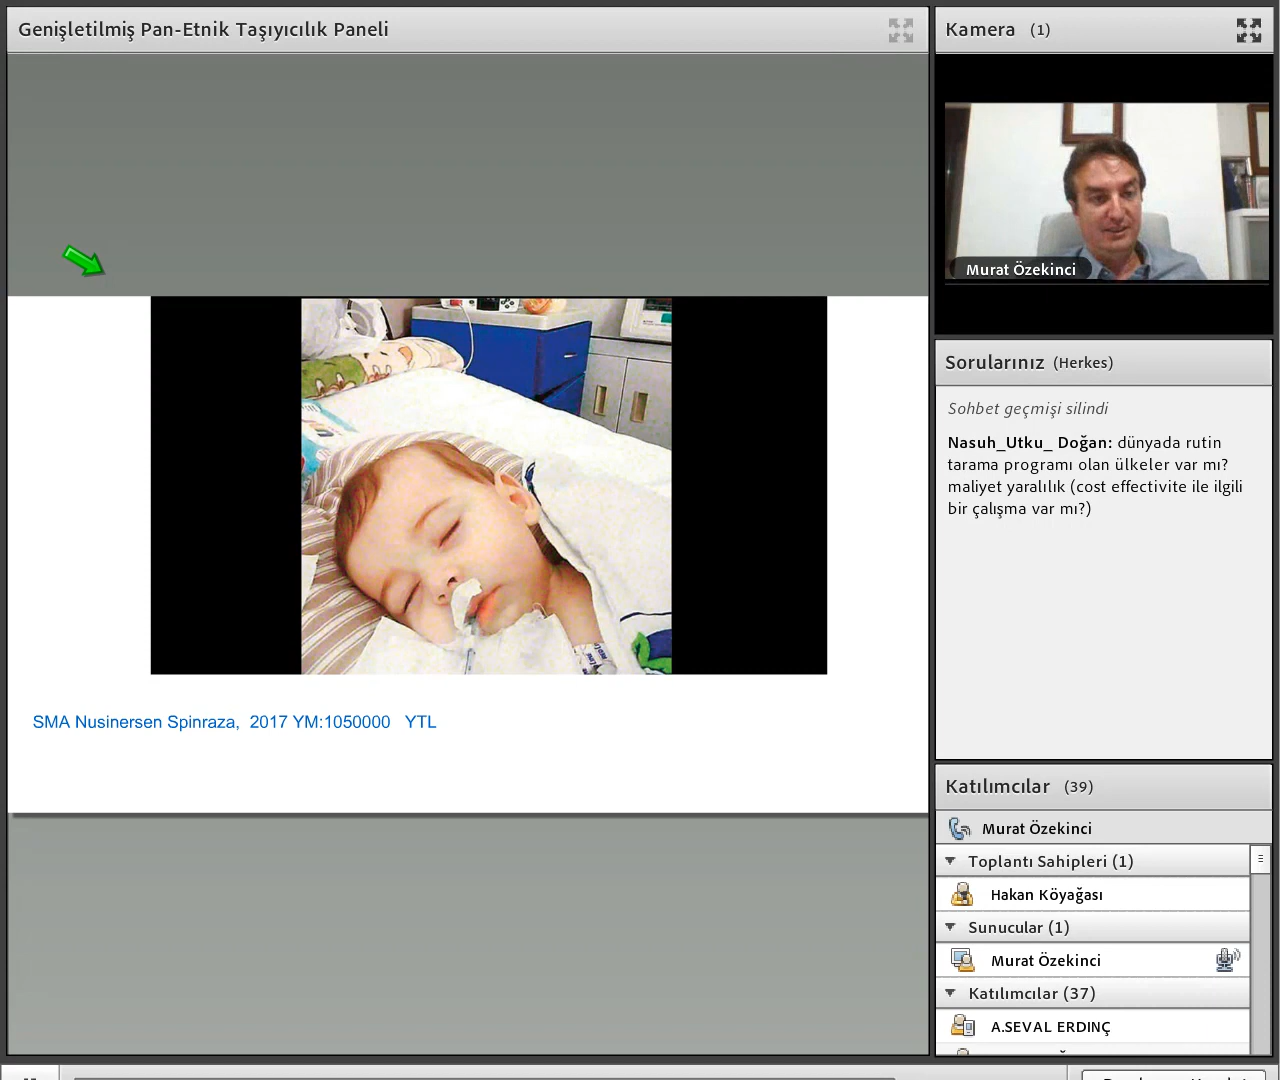 Genişletilmiş Pan-Etnik Taşıyıcılık Paneli
SMA Nusinersen Spinraza,  2017 YM:1050000   YTL
Kamera (1)
Murat Özekinci
Sorularınız (Herkes)
Sohbet geçmişi silindi
Nasuh_Utku_ Doğan: dünyada rutin
tarama programı olan ülkeler var mı?
maliyet yaralılık (cost effectivite ile ilgili
bir çalışma var mı?)
Katılımcılar (39)
Murat Özekinci
Toplantı Sahipleri (1)
Hakan Köyağası
Sunucular (1)
Murat Özekinci
Katılımcılar (37)
A.SEVAL ERDINÇ